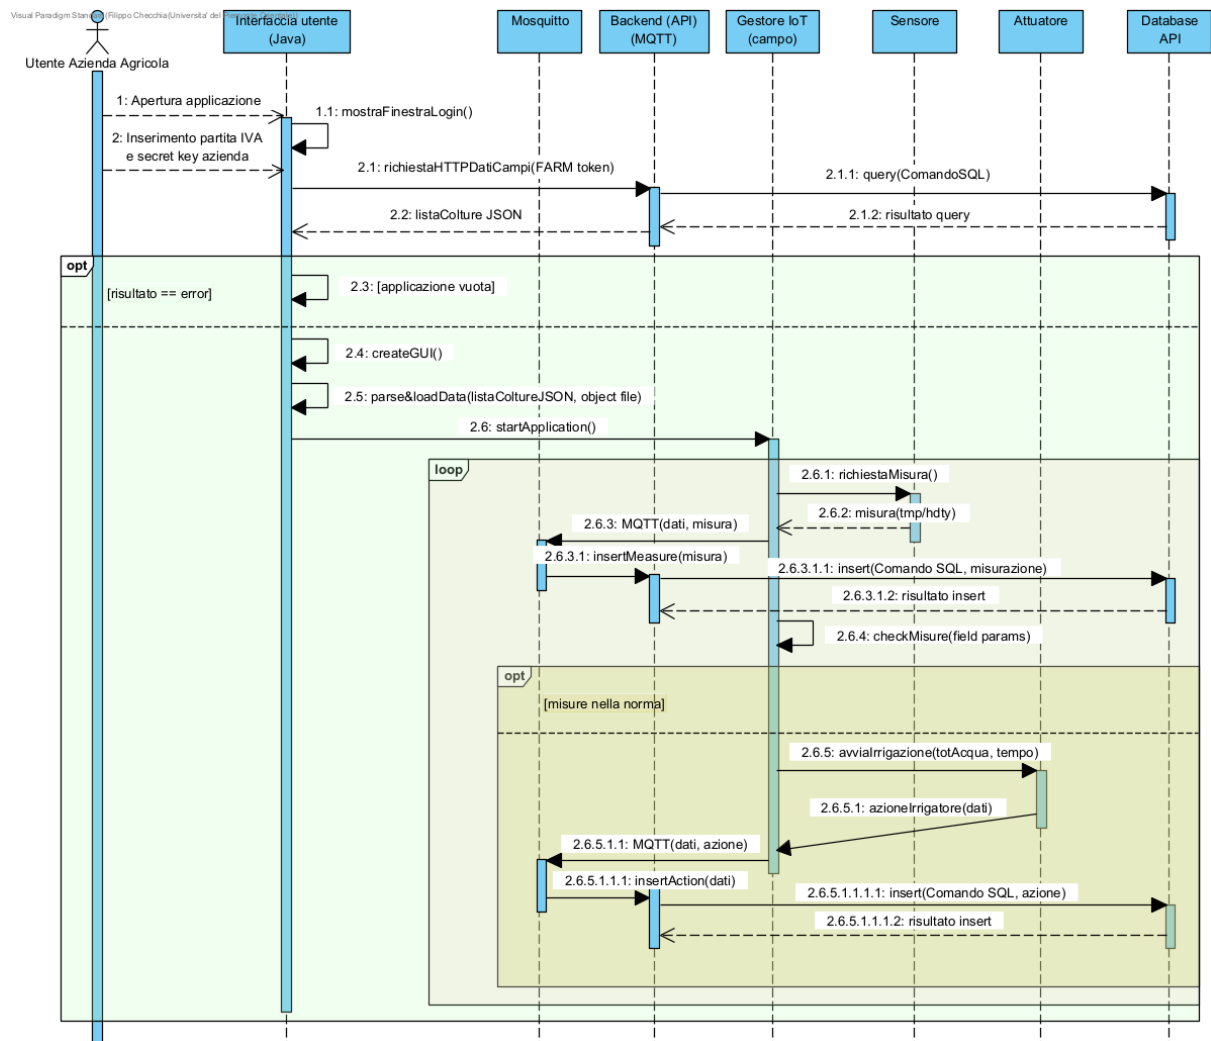 Visual Paradigm Standard (Filippo Checchia(Universita' del Piemonte Orientale))
Utente Azienda Agricola
Interfaccia utente
(Java)
Mosquitto
Backend (API)
(MQTT)
Gestore IoT
(campo)
Sensore
Attuatore
Database
API
1: Apertura applicazione
1.1: mostraFinestraLogin()
2: Inserimento partita IVA
e secret key azienda
2.1: richiestaHTTPDatiCampi(FARM token)
2.1.1: query(ComandoSQL)
2.2: listaColture JSON
2.1.2: risultato query
opt
[risultato == error]
2.3: [applicazione vuota]
2.4: createGUI()
2.5: parse&loadData(listaColtureJSON, object file)
2.6: startApplication()
loop
2.6.1: richiestaMisura()
2.6.2: misura(tmp/hdty)
2.6.3: MQTT(dati, misura)
2.6.3.1: insertMeasure(misura)
2.6.3.1.1: insert(Comando SQL, misurazione)
2.6.3.1.2: risultato insert
2.6.4: checkMisure(field params)
opt
[misure nella norma]
2.6.5: avviaIrrigazione(totAcqua, tempo)
2.6.5.1: azioneIrrigatore(dati)
2.6.5.1.1: MQTT(dati, azione)
2.6.5.1.1.1: insertAction(dati)
2.6.5.1.1.1.1: insert(Comando SQL, azione)
2.6.5.1.1.1.2: risultato insert